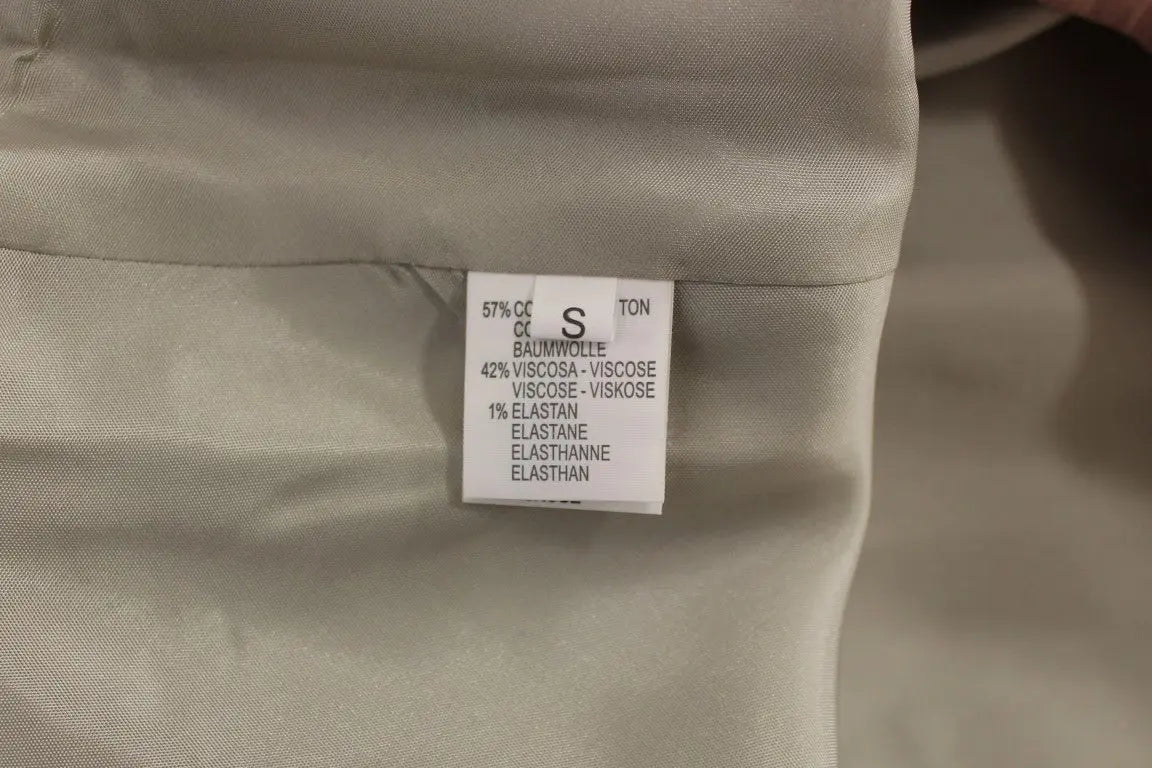 S
57% CO TON
CO
BAUMWOLLE
42% VISCOSA - VISCOSE
VISCOSE - VISKOSE
1% ELASTAN
ELASTANE
ELASTHANNE
ELASTHAN